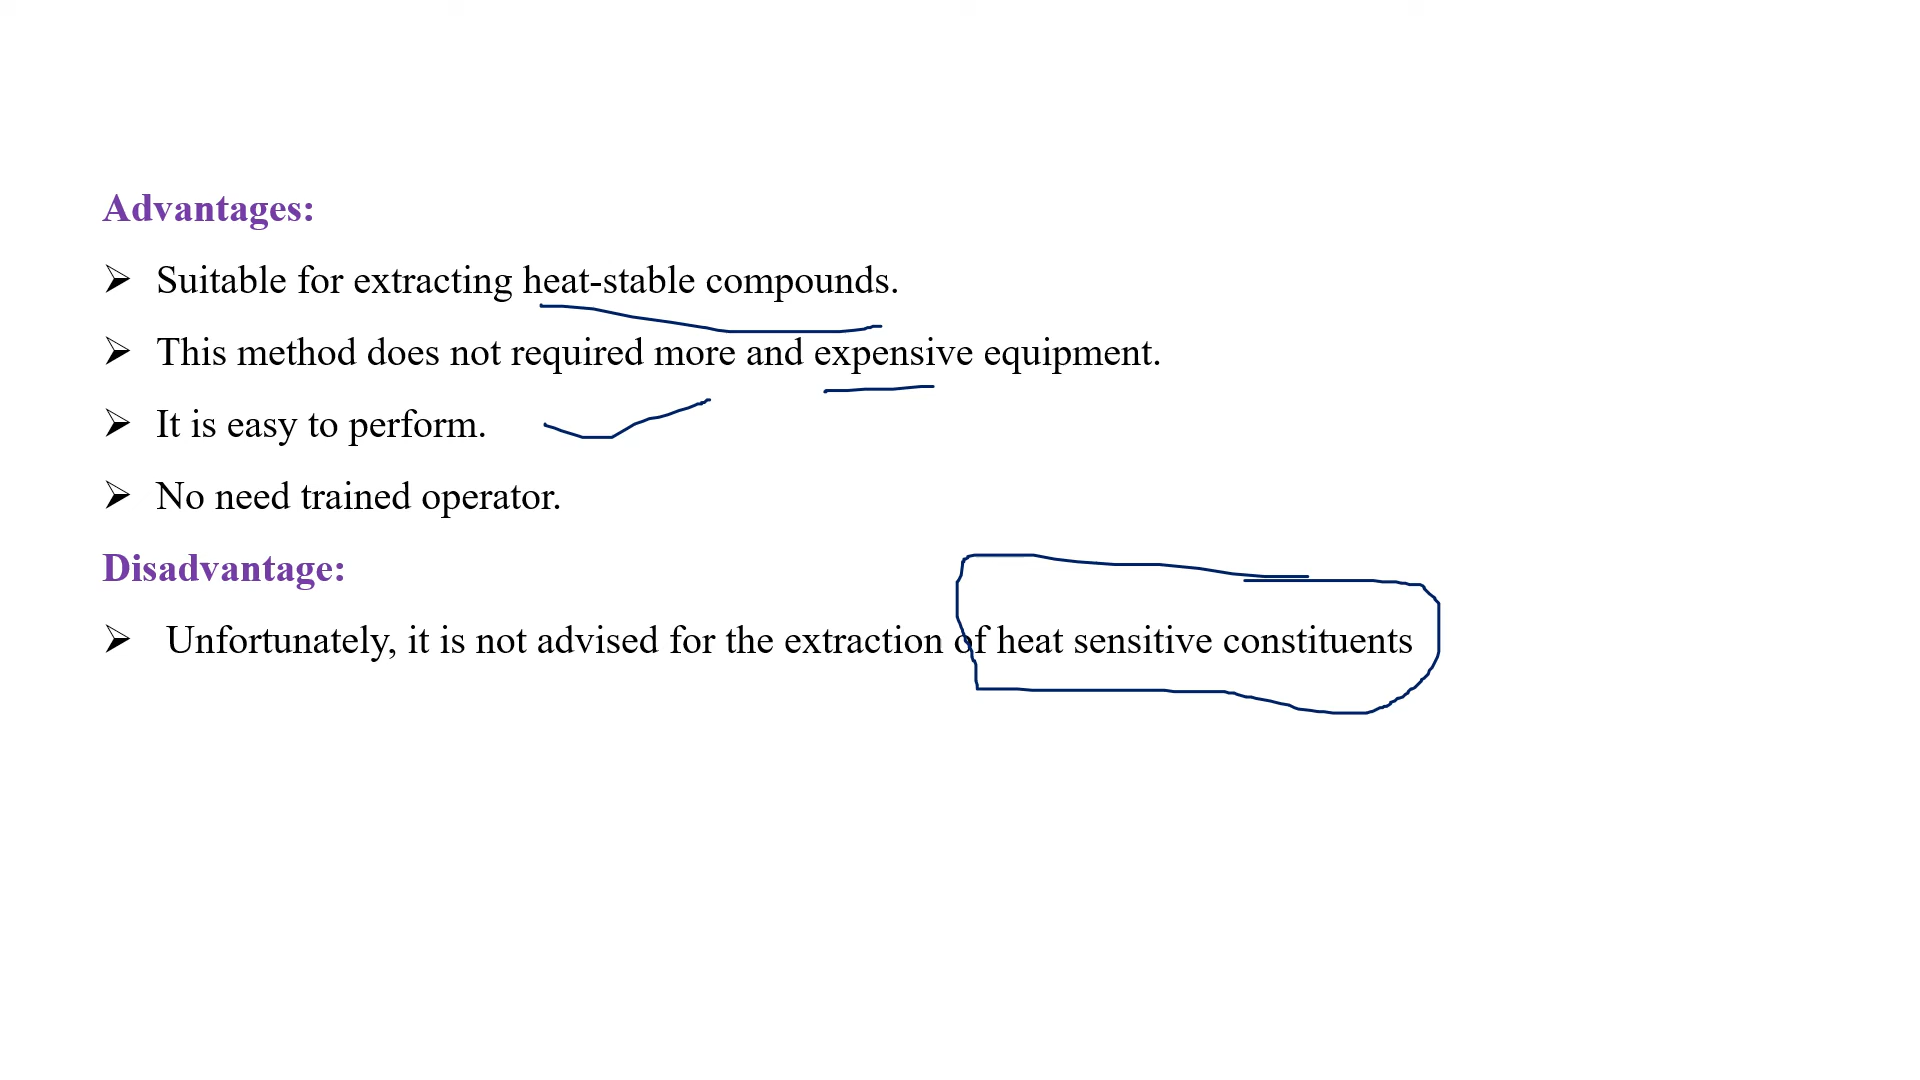 Advantages:
➢ Suitable for extracting heat-stable compounds.
➢ This method does not required more and expensive equipment.
➢ It is easy to perform.
➢ No need trained operator.
Disadvantage:
➢ Unfortunately, it is not advised for the extraction of heat sensitive constituents